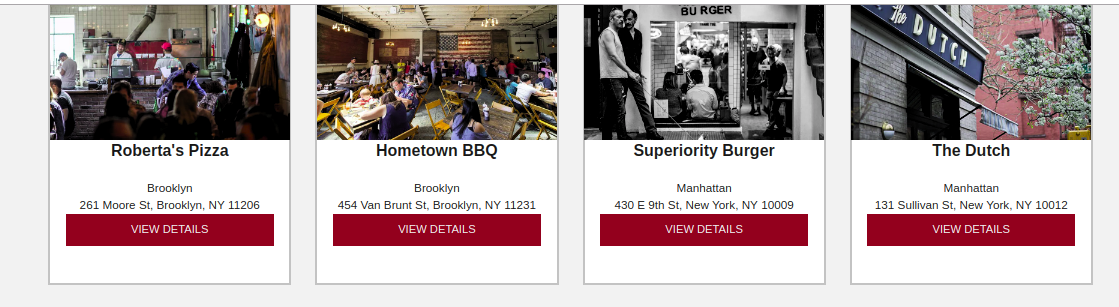 BURGER
the DUTCH
Roberta's Pizza
Brooklyn
261 Moore St, Brooklyn, NY 11206
VIEW DETAILS
Hometown BBQ
Brooklyn
454 Van Brunt St, Brooklyn, NY 11231
VIEW DETAILS
Superiority Burger
Manhattan
430 E 9th St, New York, NY 10009
VIEW DETAILS
The Dutch
Manhattan
131 Sullivan St, New York, NY 10012
VIEW DETAILS